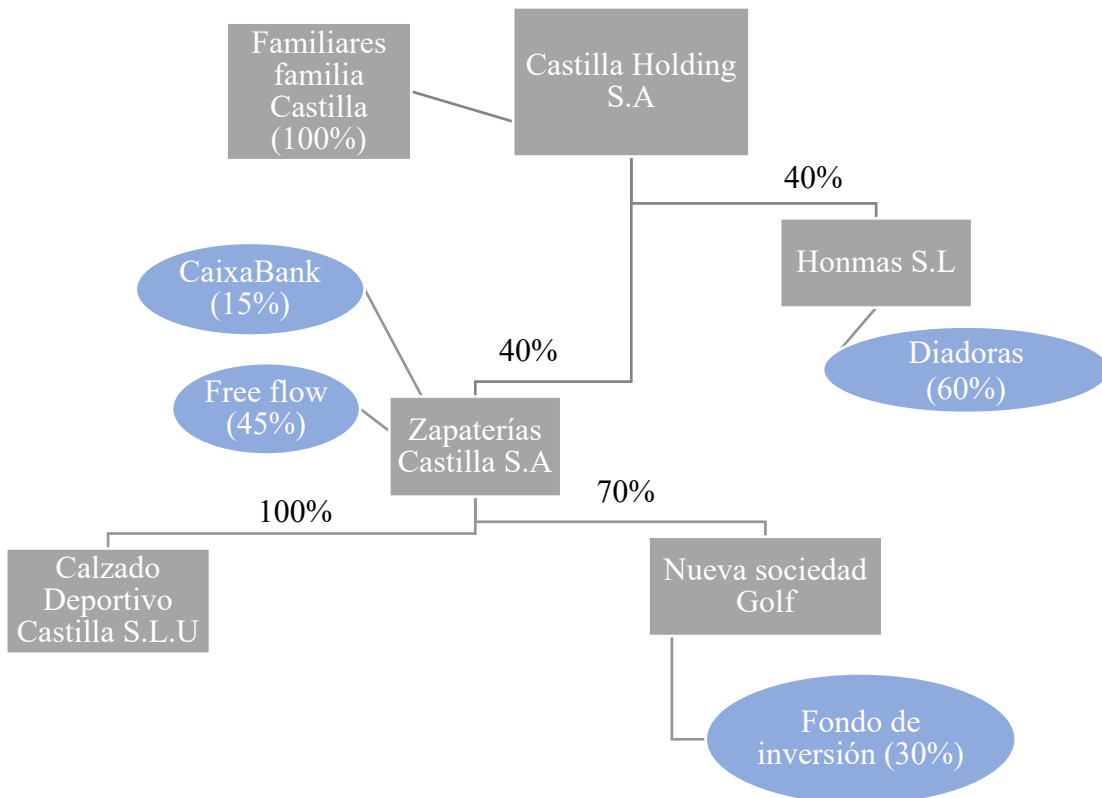 Familiares
familia
Castilla
(100%)
Castilla Holding
S.A
40%
Honmas S.L
CaixaBank
(15%)
Diadoras
(60%)
40%
Free flow
(45%)
Zapaterías
Castilla S.A
100%
70%
Calzado
Deportivo
Castilla S.L.U
Nueva sociedad
Golf
Fondo de
inversión (30%)